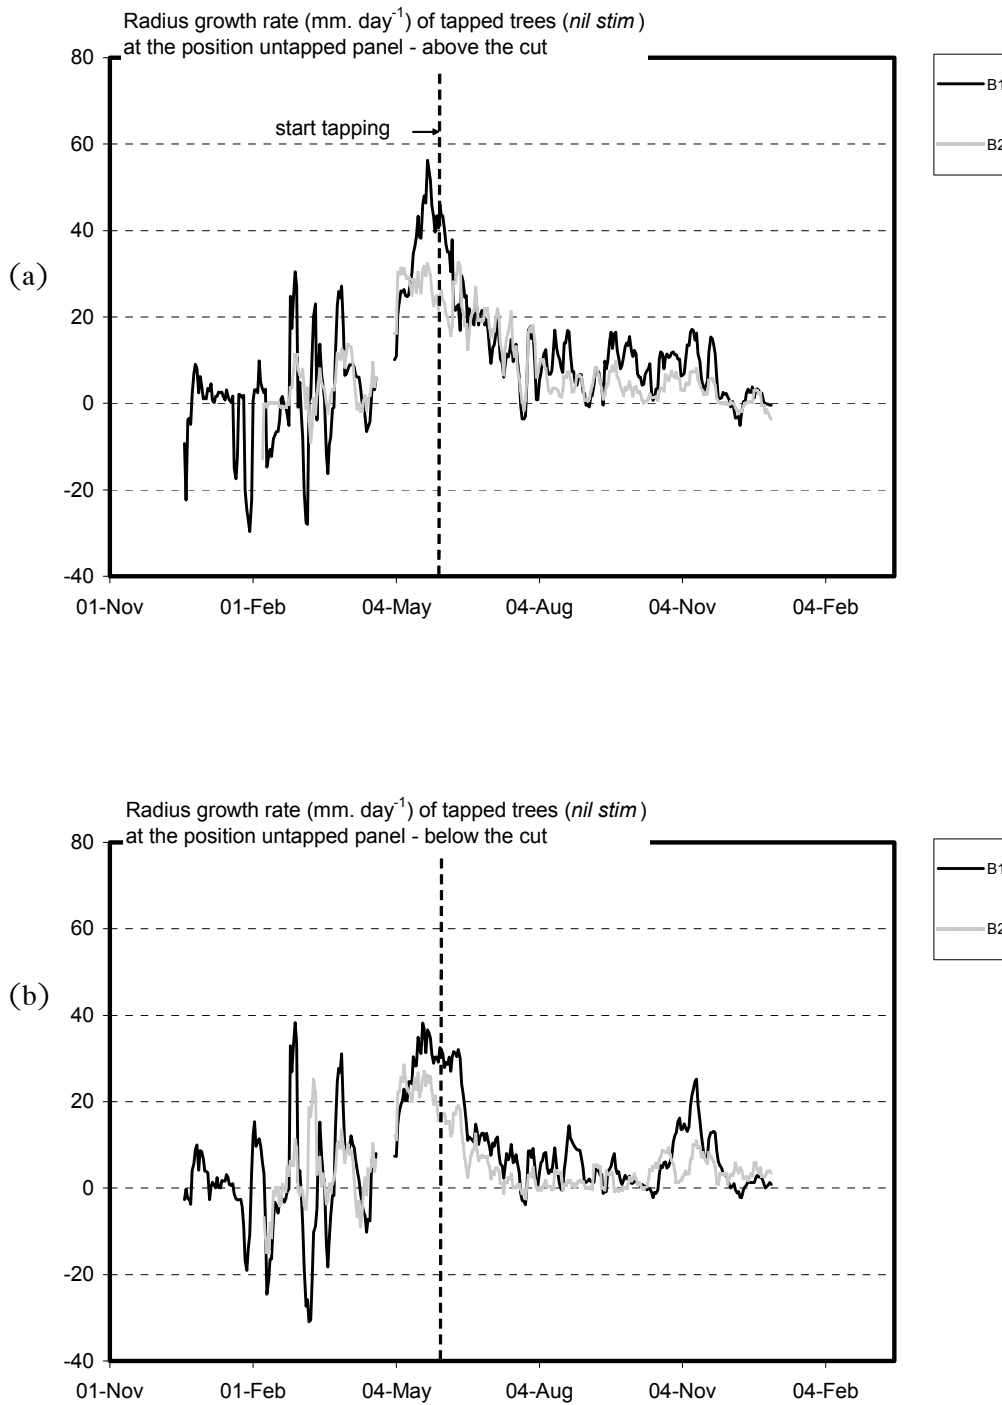 Radius growth rate (mm. day-1) of tapped trees (nil stim)
at the position untapped panel - above the cut
80
60
40
20
0
-20
-40
start tapping
(a)
01-Nov
01-Feb
04-May
04-Aug
04-Nov
04-Feb
B1
B2
Radius growth rate (mm. day-1) of tapped trees (nil stim)
at the position untapped panel - below the cut
80
60
40
20
0
-20
-40
(b)
01-Nov
01-Feb
04-May
04-Aug
04-Nov
04-Feb
B1
B2